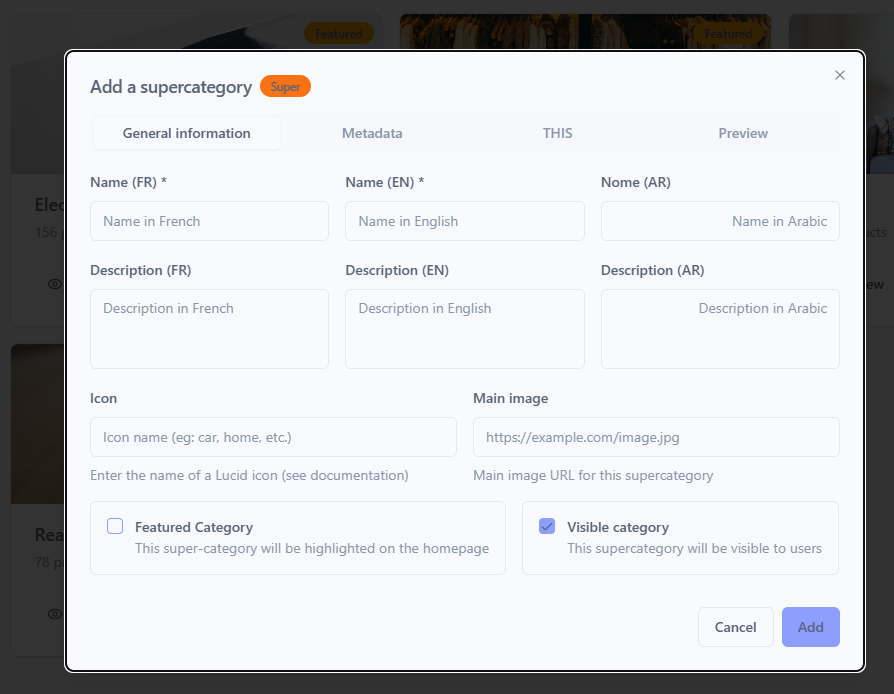 Featured
Featured
Add a supercategory
Super
General information
Metadata
THIS
Preview
Name (FR) *
Name (EN) *
Nome (AR)
Name in French
Name in English
Name in Arabic
Description (FR)
Description (EN)
Description (AR)
Description in French
Description in English
Description in Arabic
Icon
Main image
Icon name (eg: car, home, etc.)
https://example.com/image.jpg
Enter the name of a Lucid icon (see documentation)
Main image URL for this supercategory
Featured Category
This super-category will be highlighted on the homepage
Visible category
This supercategory will be visible to users
Cancel
Add
156
78